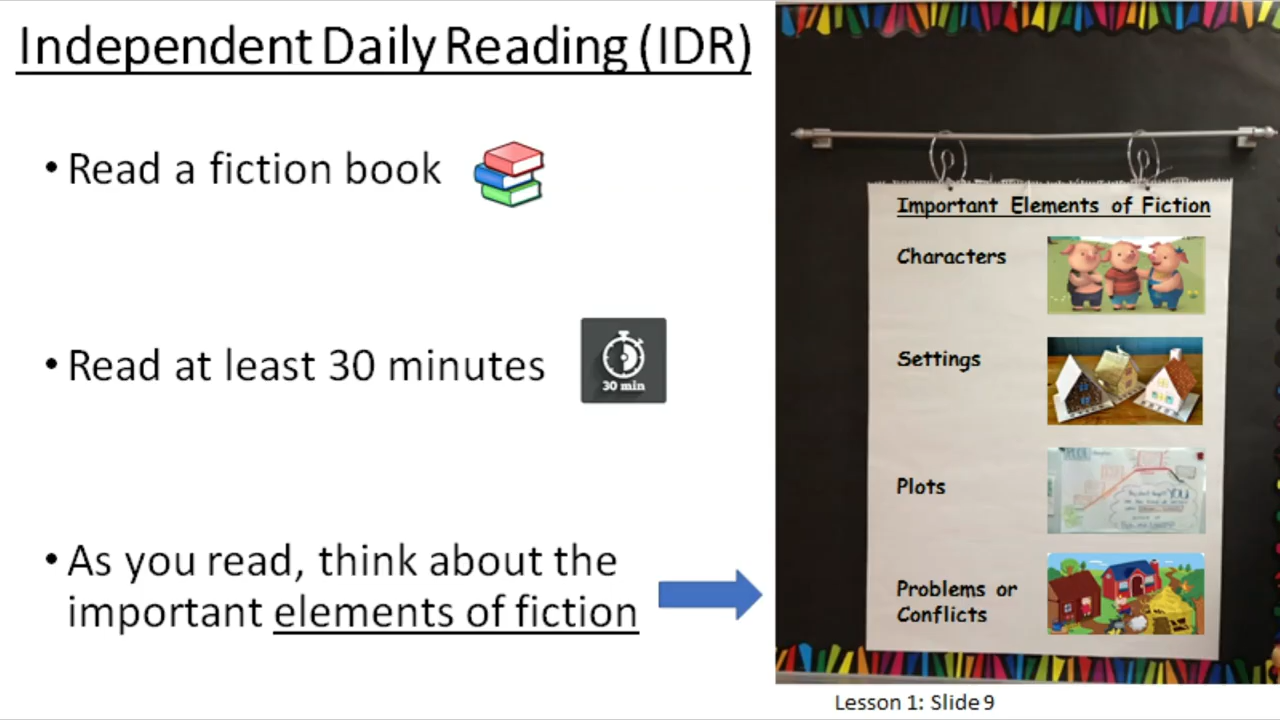 Independent Daily Reading (IDR)
• Read a fiction book
• Read at least 30 minutes
30 min
• As you read, think about the
important elements of fiction
Important Elements of Fiction
Characters
Settings
Plots
YOU
Problems or
Conflicts
Lesson 1: Slide 9